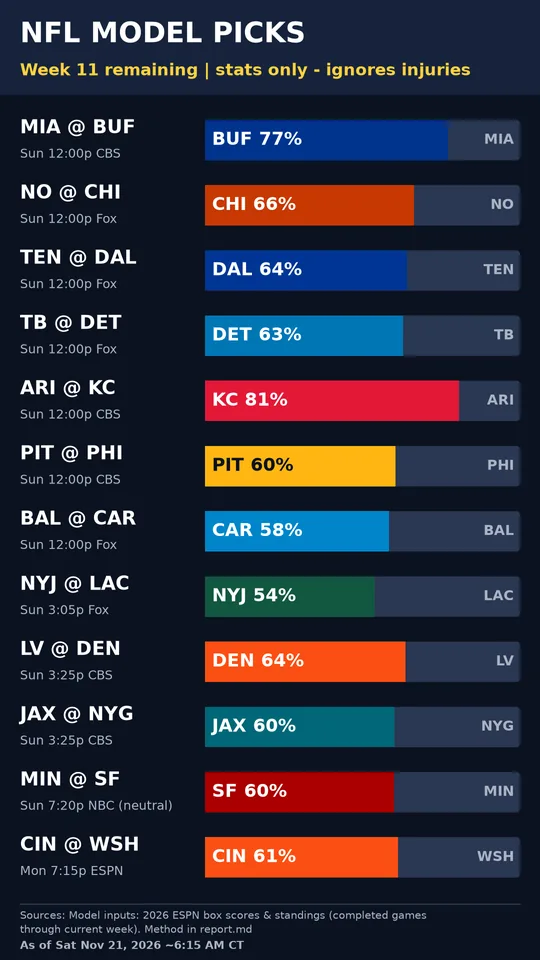 NFL MODEL PICKS
Week 11 remaining | stats only - ignores injuries
MIA @ BUF
Sun 12:00p CBS
BUF 77%
MIA
NO @ CHI
Sun 12:00p Fox
CHI 66%
NO
TEN @ DAL
Sun 12:00p Fox
DAL 64%
TEN
TB @ DET
Sun 12:00p Fox
DET 63%
TB
ARI @ KC
Sun 12:00p CBS
KC 81%
ARI
PIT @ PHI
Sun 12:00p CBS
PIT 60%
PHI
BAL @ CAR
Sun 12:00p Fox
CAR 58%
BAL
NYJ @ LAC
Sun 3:05p Fox
NYJ 54%
LAC
LV @ DEN
Sun 3:25p CBS
DEN 64%
LV
JAX @ NYG
Sun 3:25p CBS
JAX 60%
NYG
MIN @ SF
Sun 7:20p NBC (neutral)
SF 60%
MIN
CIN @ WSH
Mon 7:15p ESPN
CIN 61%
WSH
Sources: Model inputs: 2026 ESPN box scores & standings (completed games
through current week). Method in report.md
As of Sat Nov 21, 2026 ~6:15 AM CT